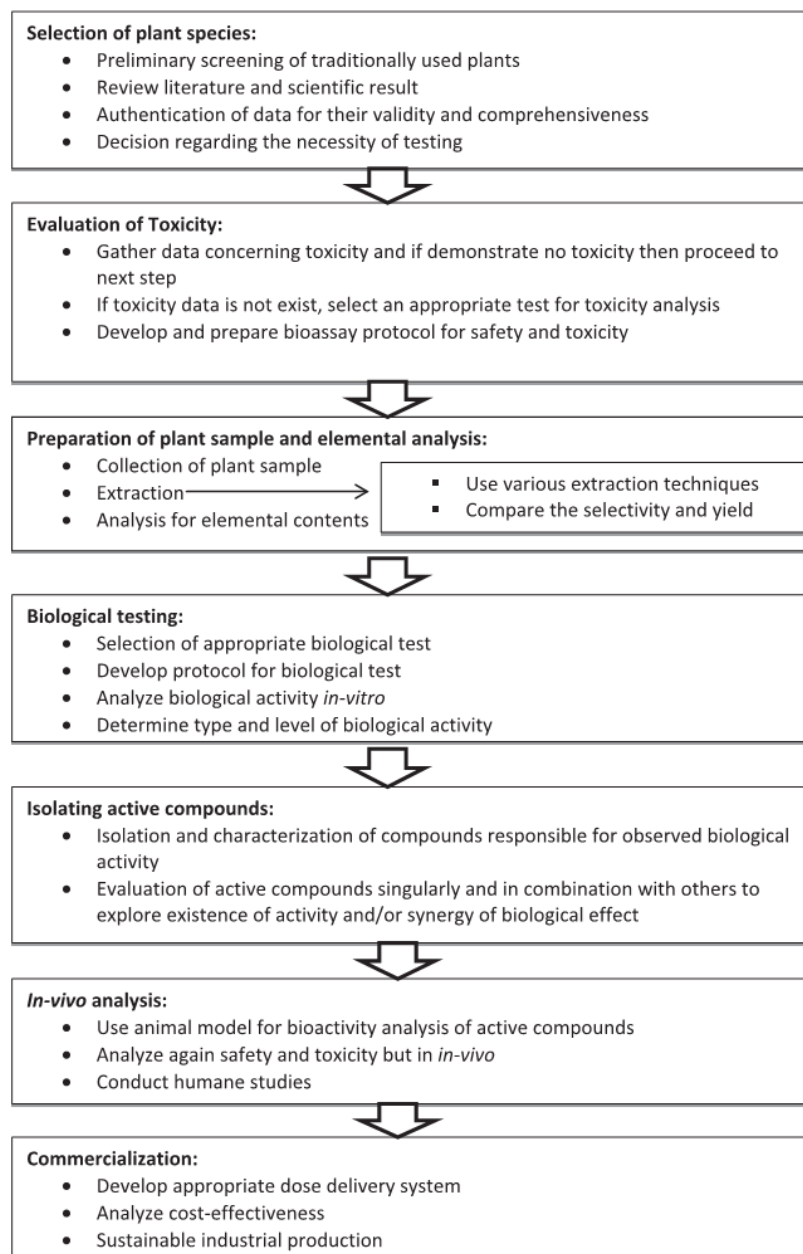 Selection of plant species:
• Preliminary screening of traditionally used plants
• Review literature and scientific result
• Authentication of data for their validity and comprehensiveness
• Decision regarding the necessity of testing
Evaluation of Toxicity:
• Gather data concerning toxicity and if demonstrate no toxicity then proceed to
next step
• If toxicity data is not exist, select an appropriate test for toxicity analysis
• Develop and prepare bioassay protocol for safety and toxicity
Preparation of plant sample and elemental analysis:
• Collection of plant sample
• Extraction
• Analysis for elemental contents
▪ Use various extraction techniques
▪ Compare the selectivity and yield
Biological testing:
• Selection of appropriate biological test
• Develop protocol for biological test
• Analyze biological activity in-vitro
• Determine type and level of biological activity
Isolating active compounds:
• Isolation and characterization of compounds responsible for observed biological
activity
• Evaluation of active compounds singularly and in combination with others to
explore existence of activity and/or synergy of biological effect
In-vivo analysis:
• Use animal model for bioactivity analysis of active compounds
• Analyze again safety and toxicity but in in-vivo
• Conduct humane studies
Commercialization:
• Develop appropriate dose delivery system
• Analyze cost-effectiveness
• Sustainable industrial production